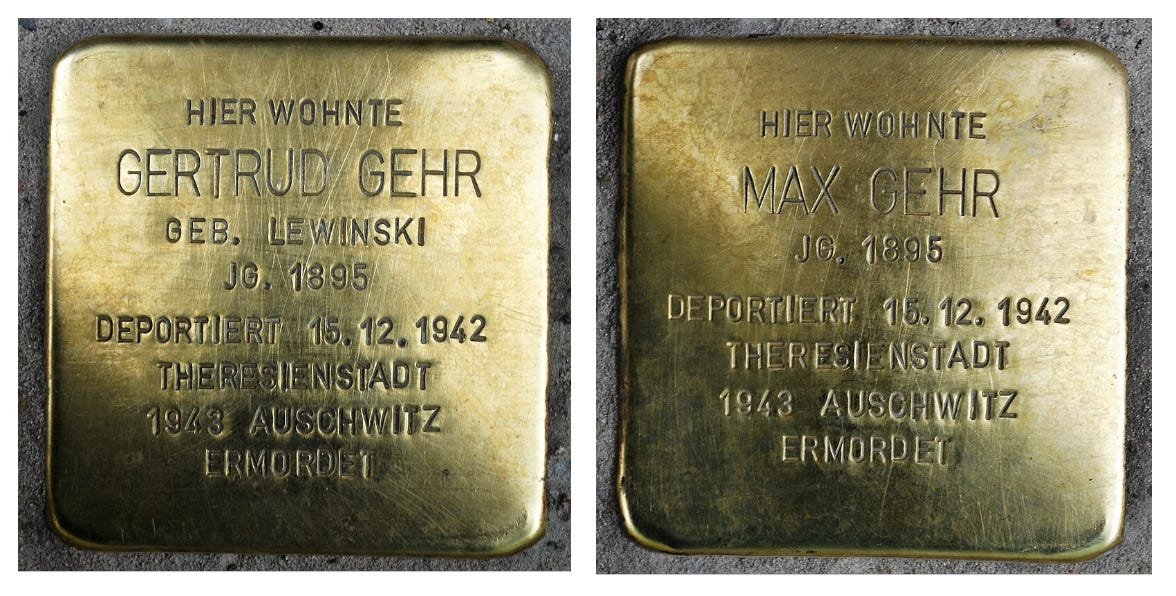 HIER WOHNTE
GERTRUD GEHR
GEB. LEWINSKI
JG. 1895
DEPORTIERT 15.12.1942
THERESIENSTADT
1943 AUSCHWITZ
ERMORDET
HIER WOHNTE
MAX GEHR
JG. 1895
DEPORTIERT 15.12.1942
THERESIENSTADT
1943 AUSCHWITZ
ERMORDET